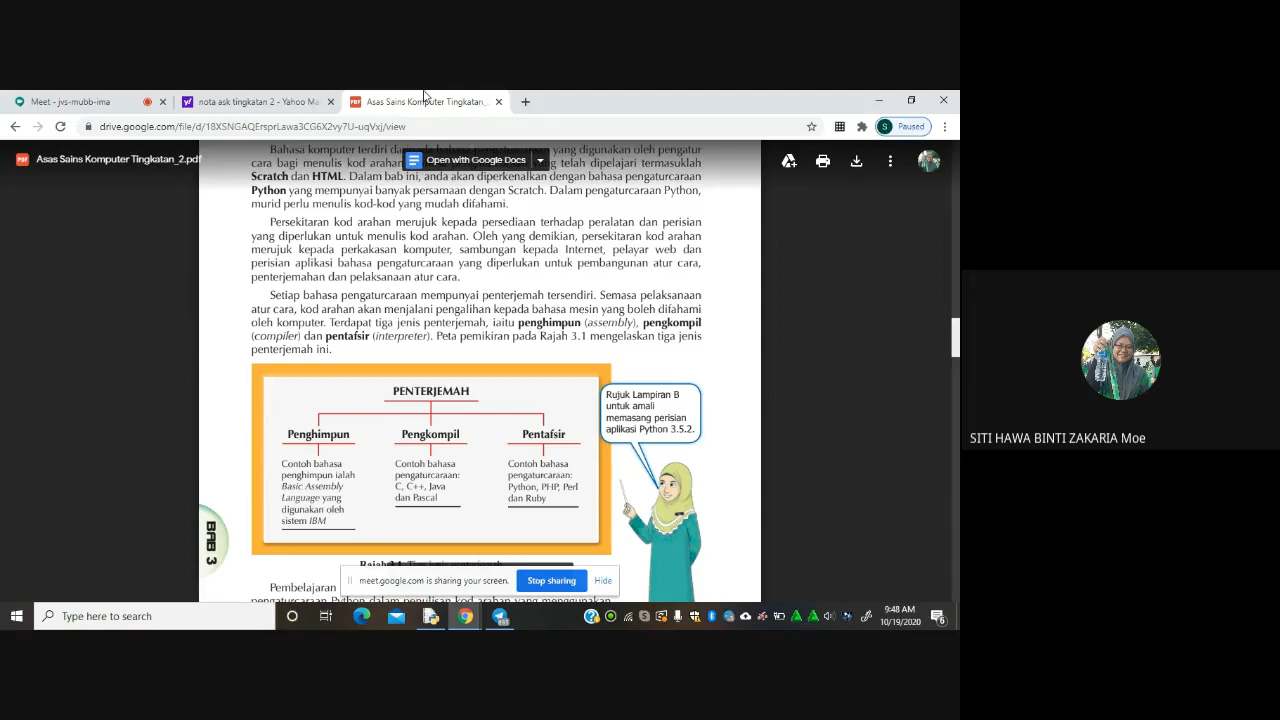 Meet - jvs-mubb-ima
nota ask tingkatan 2 - Yahoo Ma
Asas Sains Komputer Tingkatan_
drive.google.com/file/d/18XSNGAQErsprLawa3CG6X2vy7U-uqVxj/view
Paused
Asas Sains Komputer Tingkatan_2.pdf
Open with Google Docs
Bahasa komputer terdiri bahasa pengaturcaraan yang digunakan oleh pengatur
cara bagi menulis kod arahan telah dipelajari termasuklah
Scratch dan HTML. Dalam bab ini, anda akan diperkenalkan dengan bahasa pengaturcaraan
Python yang mempunyai banyak persamaan dengan Scratch. Dalam pengaturcaraan Python,
murid perlu menulis kod-kod yang mudah difahami.
Persekitaran kod arahan merujuk kepada persediaan terhadap peralatan dan perisian
yang diperlukan untuk menulis kod arahan. Oleh yang demikian, persekitaran kod arahan
merujuk kepada perkakasan komputer, sambungan kepada Internet, pelayar web dan
perisian aplikasi bahasa pengaturcaraan yang diperlukan untuk pembangunan atur cara,
penterjemahan dan pelaksanaan atur cara.
Setiap bahasa pengaturcaraan mempunyai penterjemah tersendiri. Semasa pelaksanaan
atur cara, kod arahan akan menjalani pengalihan kepada bahasa mesin yang boleh difahami
oleh komputer. Terdapat tiga jenis penterjemah, iaitu penghimpun (assembly), pengkompil
(compiler) dan pentafsir (interpreter). Peta pemikiran pada Rajah 3.1 mengelaskan tiga jenis
penterjemah ini.
PENTERJEMAH
Penghimpun
Contoh bahasa
penghimpun ialah
Basic Assembly
Language yang
digunakan oleh
sistem IBM
Pengkompil
Contoh bahasa
pengaturcaraan:
C, C++, Java
dan Pascal
Pentafsir
Contoh bahasa
pengaturcaraan:
Python, PHP, Perl
dan Ruby
Rujuk Lampiran B
untuk amali
memasang perisian
aplikasi Python 3.5.2.
BAB 3
Pembelajaran
pengaturcaraan Python dalam penulisan kod arahan yang menggunakan
meet.google.com is sharing your screen.
Stop sharing
Hide
Type here to search
9:48 AM
10/19/2020
SITI HAWA BINTI ZAKARIA Moe